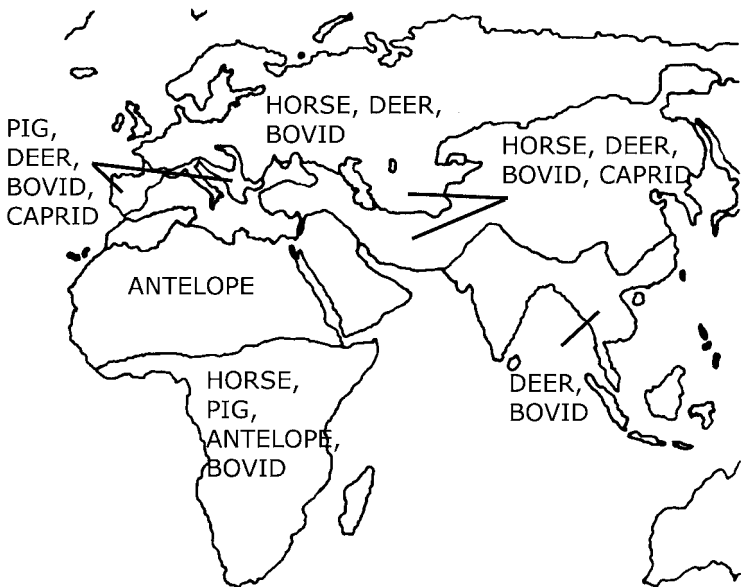 HORSE, DEER,
BOVID
PIG,
DEER,
BOVID,
CAPRID
HORSE, DEER,
BOVID, CAPRID
ANTELOPE
HORSE,
PIG,
ANTELOPE,
BOVID
DEER,
BOVID